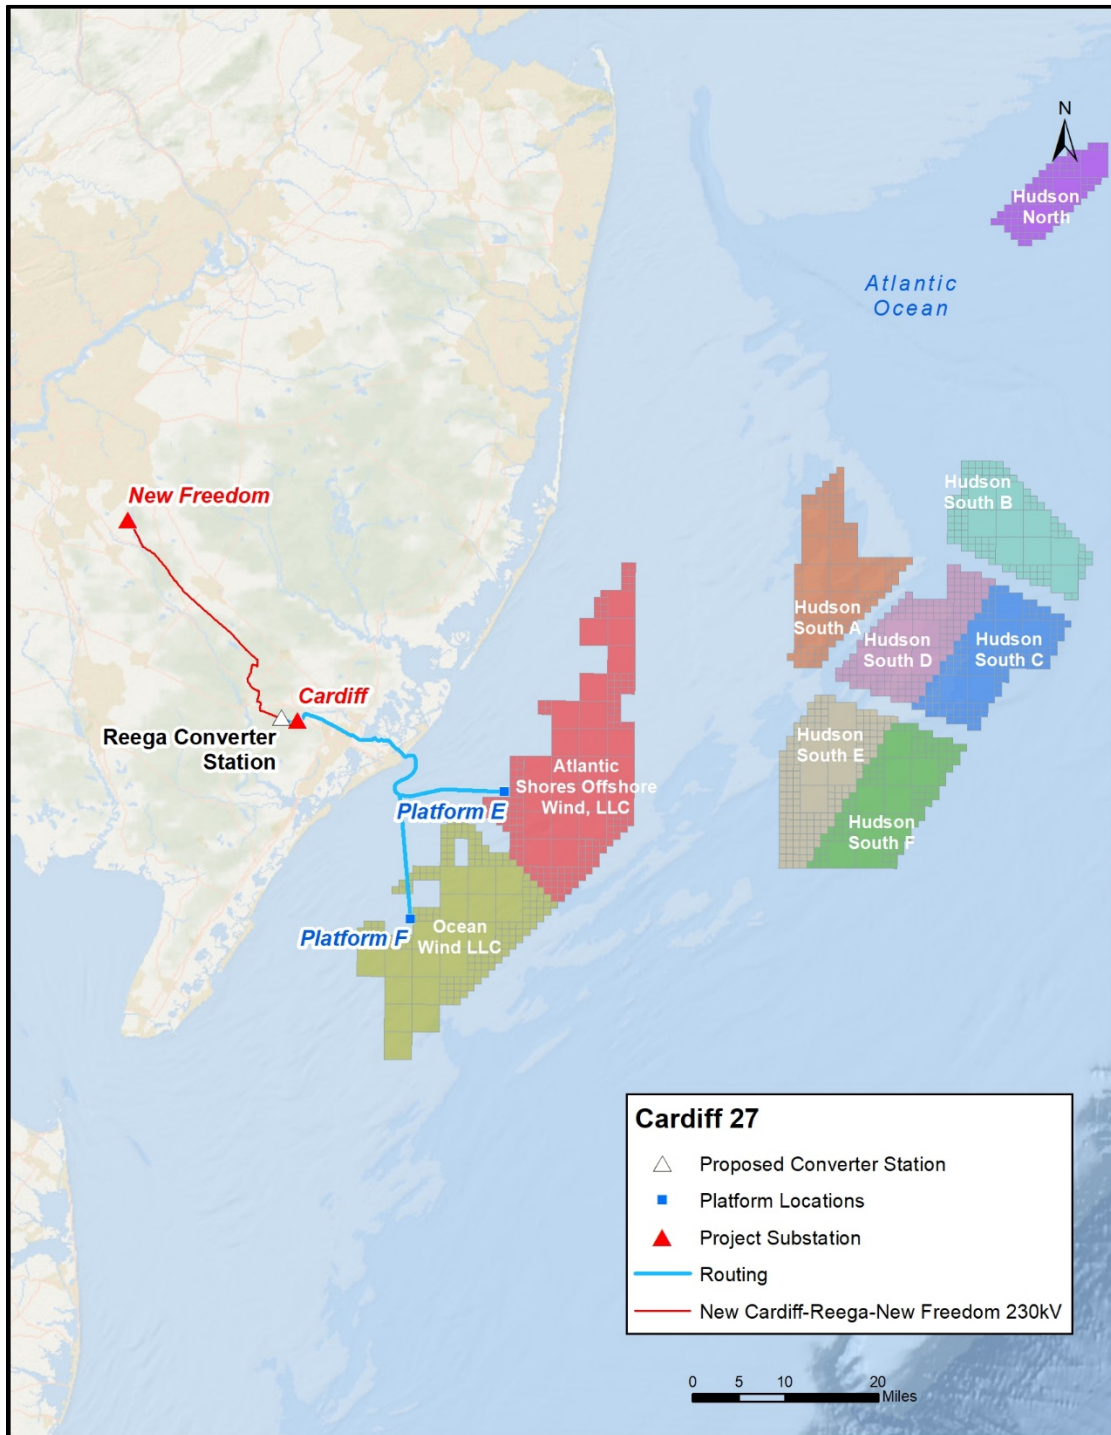 N
Hudson
North
Atlantic
Ocean
Hudson
South B
New Freedom
Hudson
South A
Hudson
South D
Hudson
South C
Cardiff
Reega Converter
Station
Hudson
South E
Atlantic
Shores Offshore
Wind, LLC
Platform E
Hudson
South F
Platform F
Ocean
Wind LLC
Cardiff 27
Proposed Converter Station
Platform Locations
Project Substation
Routing
New Cardiff-Reega-New Freedom 230kV
0 5 10 20
Miles